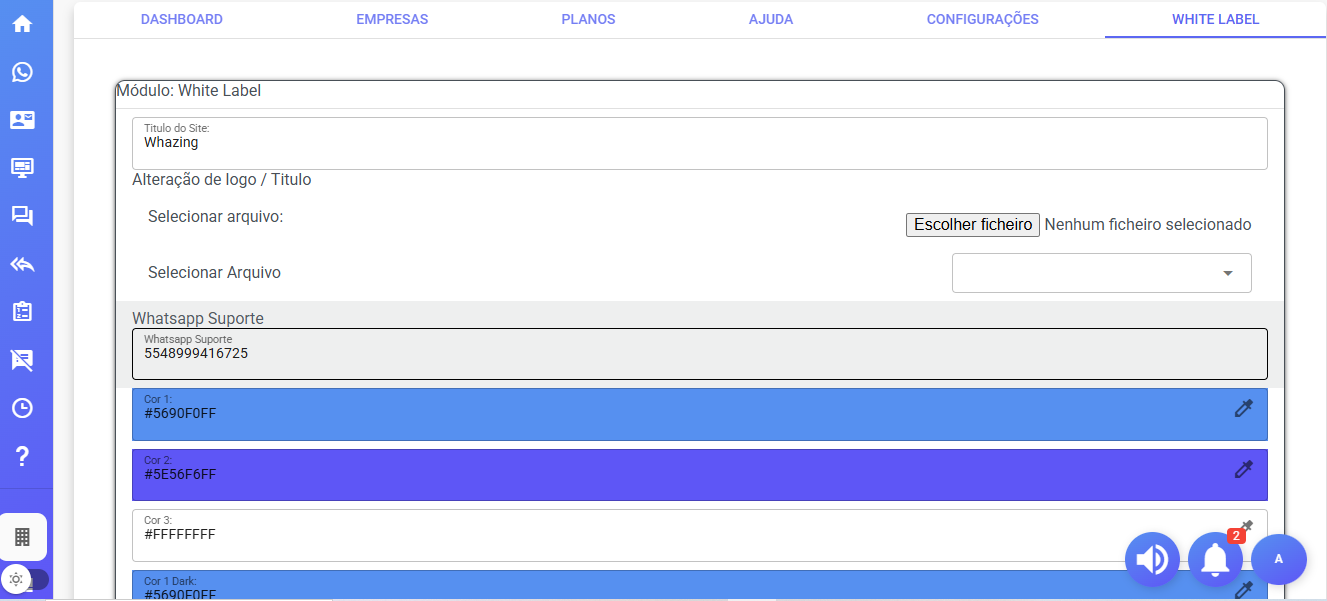 DASHBOARD EMPRESAS PLANOS AJUDA CONFIGURAÇÕES WHITE LABEL
Módulo: White Label
Titulo do Site:
Whazing
Alteração de logo / Titulo
Selecionar arquivo:
Escolher ficheiro Nenhum ficheiro selecionado
Selecionar Arquivo
Whatsapp Suporte
Whatsapp Suporte
5548999416725
Cor 1:
#5690F0FF
Cor 2:
#5E56F6FF
Cor 3:
#FFFFFFFF
2
A
Cor 1 Dark:
#5690F0FF